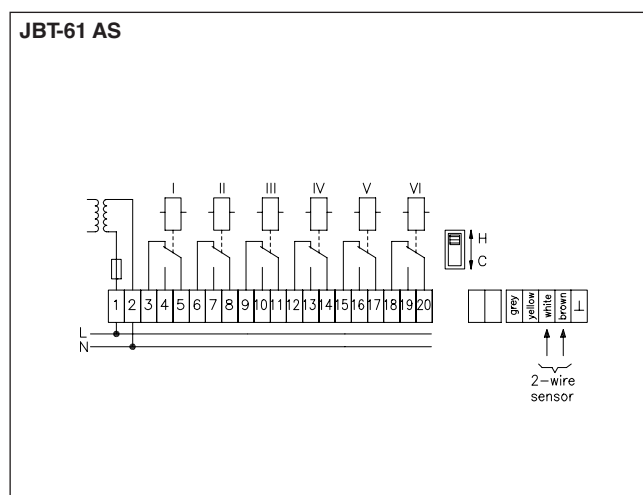 JBT-61 AS
I II III IV V VI
H
C
1 2 3 4 5 6 7 8 9 10 11 12 13 14 15 16 17 18 19 20
grey yellow white brown ⊥
L
N
2-wire
sensor